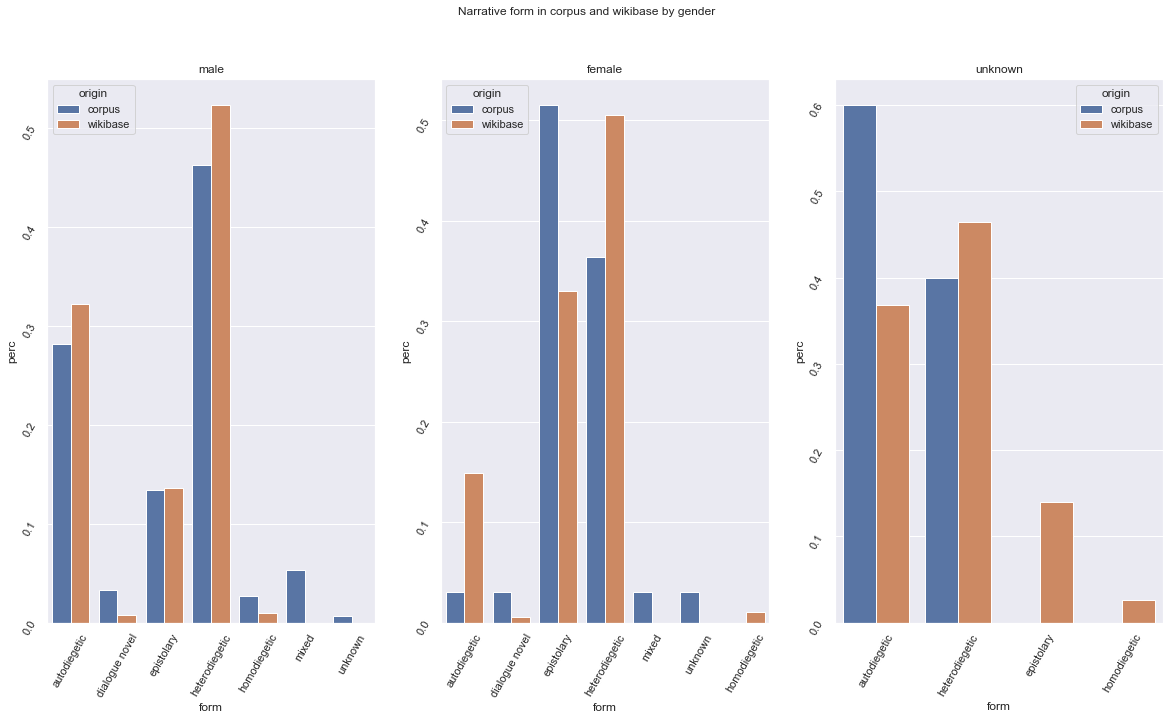 Narrative form in corpus and wikibase by gender
male
origin
corpus
wikibase
perc
0.5
0.4
0.3
0.2
0.1
0.0
autodiegetic
dialogue novel
epistolary
heterodiegetic
homodiegetic
mixed
unknown
form
female
origin
corpus
wikibase
perc
0.5
0.4
0.3
0.2
0.1
0.0
autodiegetic
dialogue novel
epistolary
heterodiegetic
mixed
unknown
homodiegetic
form
unknown
origin
corpus
wikibase
perc
0.6
0.5
0.4
0.3
0.2
0.1
0.0
autodiegetic
heterodiegetic
epistolary
homodiegetic
form